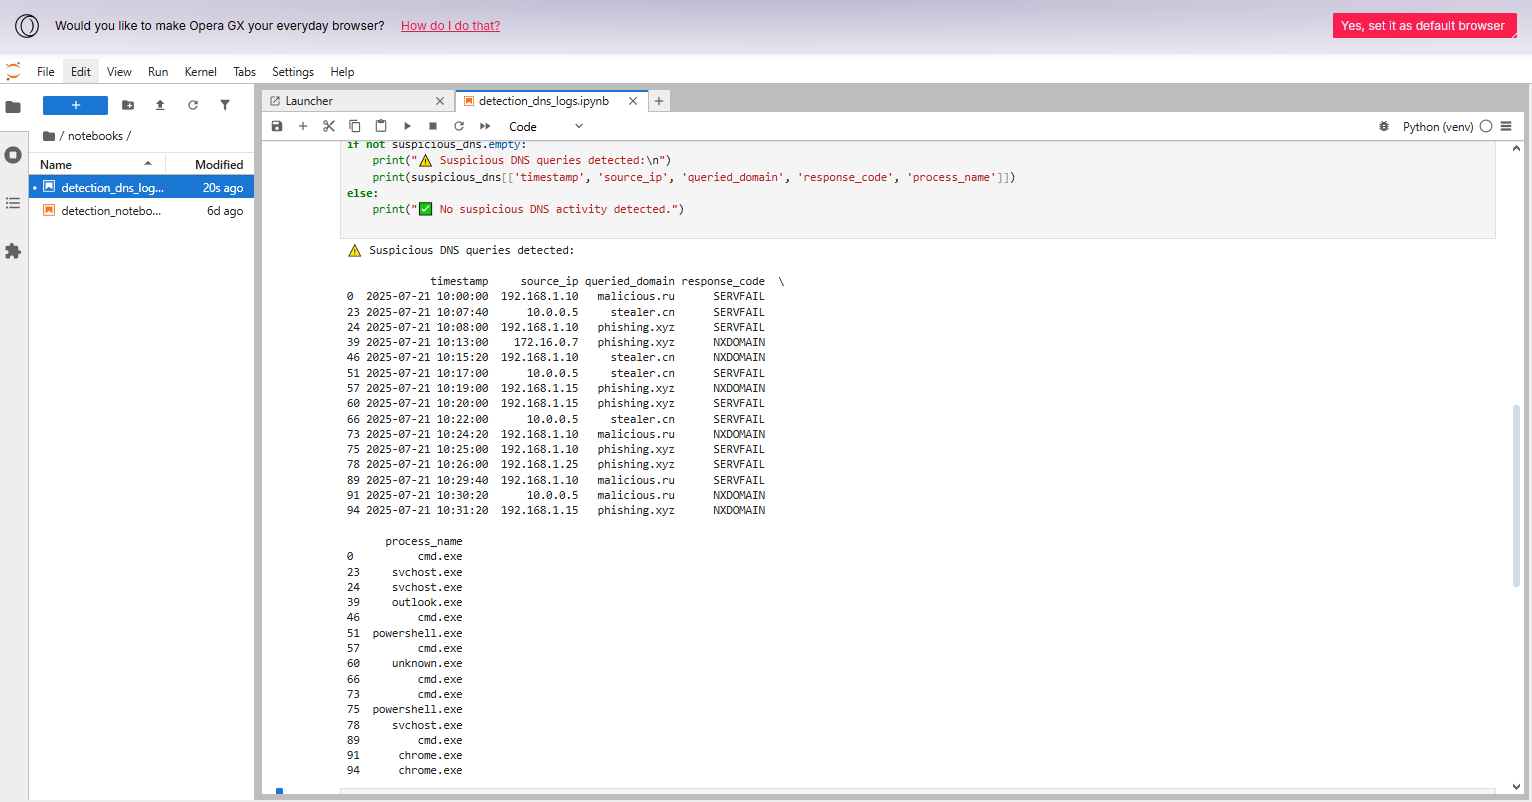 Would you like to make Opera GX your everyday browser? How do I do that? Yes, set it as default browser
File Edit View Run Kernel Tabs Settings Help
+
/ notebooks /
Name Modified
detection_dns_log... 20s ago
detection_notebo... 6d ago
Launcher × detection_dns_logs.ipynb × +
Code Python (venv)
if not suspicious_dns.empty:
    print("⚠️ Suspicious DNS queries detected:\n")
    print(suspicious_dns[['timestamp', 'source_ip', 'queried_domain', 'response_code', 'process_name']])
else:
    print("✅ No suspicious DNS activity detected.")
⚠️ Suspicious DNS queries detected:
timestamp source_ip queried_domain response_code \
0 2025-07-21 10:00:00 192.168.1.10 malicious.ru SERVFAIL
23 2025-07-21 10:07:40 10.0.0.5 stealer.cn SERVFAIL
24 2025-07-21 10:08:00 192.168.1.10 phishing.xyz SERVFAIL
39 2025-07-21 10:13:00 172.16.0.7 phishing.xyz NXDOMAIN
46 2025-07-21 10:15:20 192.168.1.10 stealer.cn NXDOMAIN
51 2025-07-21 10:17:00 10.0.0.5 stealer.cn SERVFAIL
57 2025-07-21 10:19:00 192.168.1.15 phishing.xyz NXDOMAIN
60 2025-07-21 10:20:00 192.168.1.15 phishing.xyz SERVFAIL
66 2025-07-21 10:22:00 10.0.0.5 stealer.cn SERVFAIL
73 2025-07-21 10:24:20 192.168.1.10 malicious.ru NXDOMAIN
75 2025-07-21 10:25:00 192.168.1.10 phishing.xyz SERVFAIL
78 2025-07-21 10:26:00 192.168.1.25 phishing.xyz SERVFAIL
89 2025-07-21 10:29:40 192.168.1.10 malicious.ru SERVFAIL
91 2025-07-21 10:30:20 10.0.0.5 malicious.ru NXDOMAIN
94 2025-07-21 10:31:20 192.168.1.15 phishing.xyz NXDOMAIN
process_name
0 cmd.exe
23 svchost.exe
24 svchost.exe
39 outlook.exe
46 cmd.exe
51 powershell.exe
57 cmd.exe
60 unknown.exe
66 cmd.exe
73 cmd.exe
75 powershell.exe
78 svchost.exe
89 cmd.exe
91 chrome.exe
94 chrome.exe